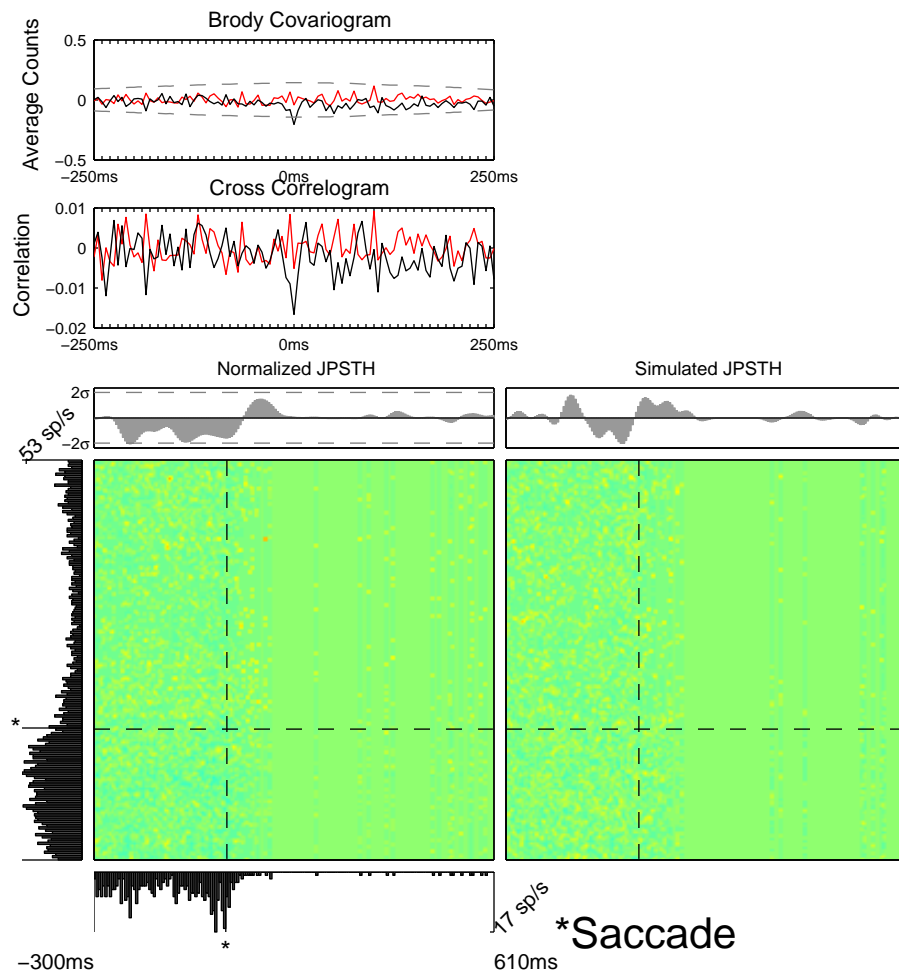 Brody Covariogram
Average Counts
0.5
0
−0.5
−250ms
0ms
250ms
Cross Correlogram
Correlation
0.01
0
−0.01
−0.02
−250ms
0ms
250ms
Normalized JPSTH
Simulated JPSTH
2σ
−2σ
53 sp/s
*
*
17 sp/s
*Saccade
−300ms
610ms